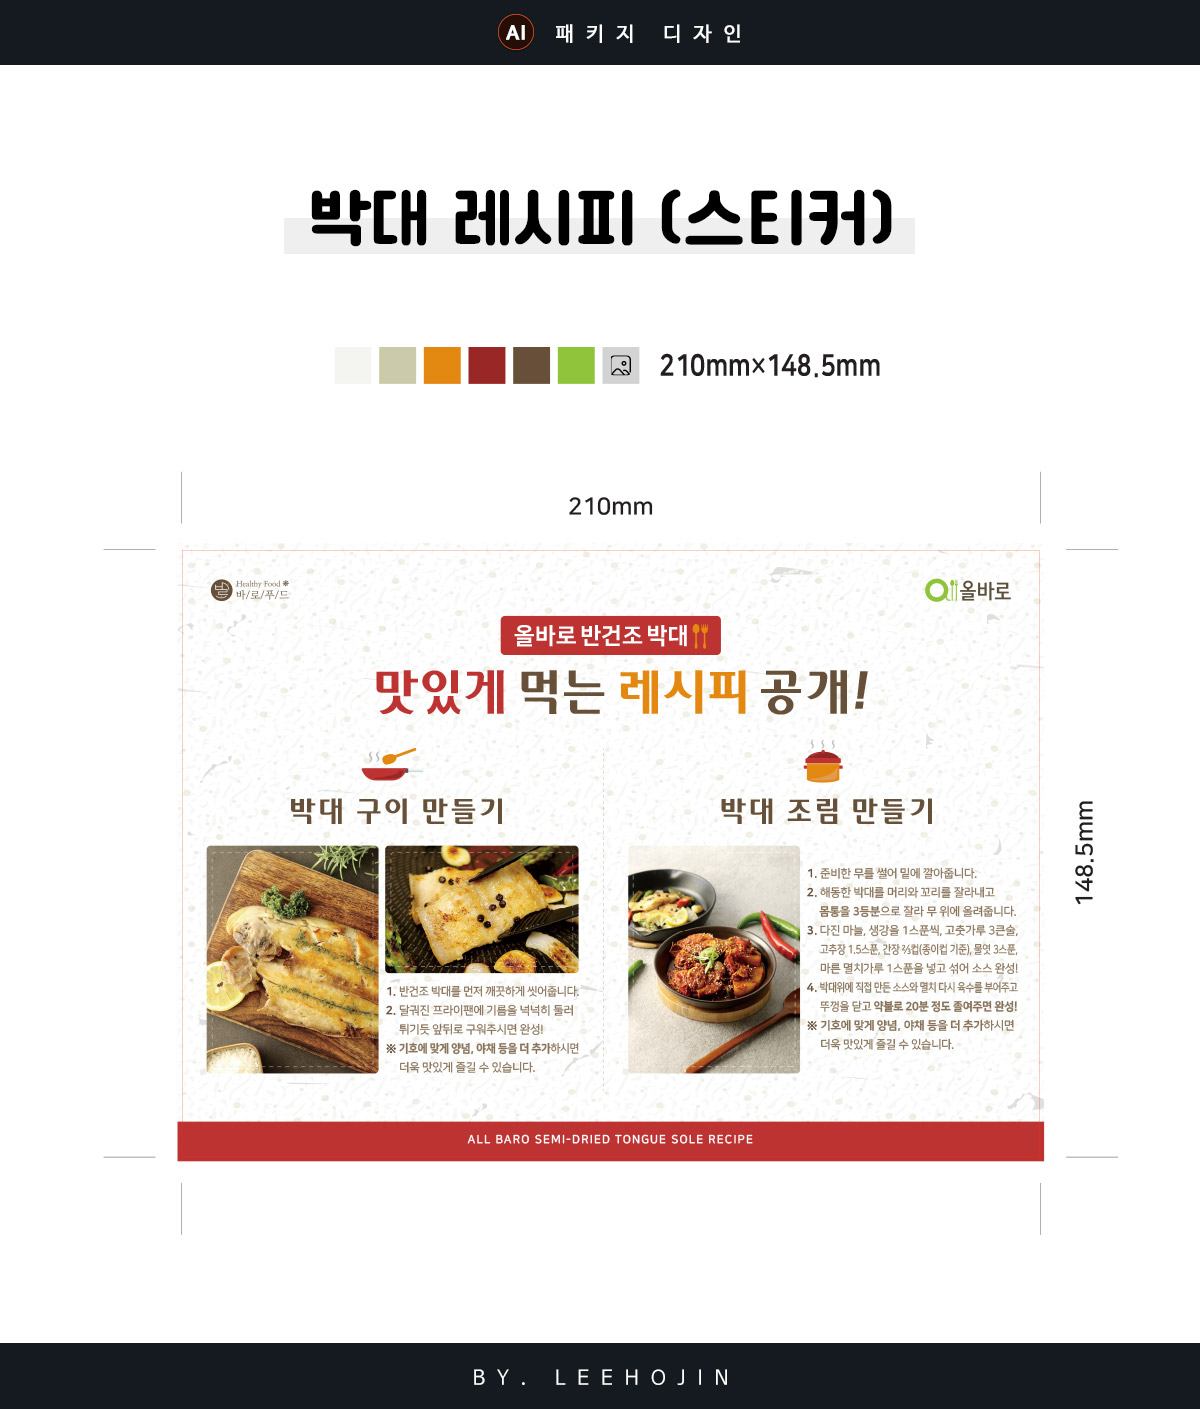 AI 패키지 디자인
박대 레시피 (스티커)
210mm×148.5mm
210mm
Healthy Food
바/로/푸/드
올바로
올바로 반건조 박대
맛있게 먹는 레시피 공개!
박대 구이 만들기
1. 반건조 박대를 먼저 깨끗하게 씻어줍니다.
2. 달궈진 프라이팬에 기름을 넉넉히 둘러
튀기듯 앞뒤로 구워주시면 완성!
※ 기호에 맞게 양념, 야채 등을 더 추가하시면
더욱 맛있게 즐길 수 있습니다.
박대 조림 만들기
1. 준비한 무를 썰어 밑에 깔아줍니다.
2. 해동한 박대를 머리와 꼬리를 잘라내고
몸통을 3등분으로 잘라 무 위에 올려줍니다.
3. 다진 마늘, 생강을 1스푼씩, 고춧가루 3큰술,
고추장 1.5스푼, 간장 ⅔컵(종이컵 기준), 물엿 3스푼,
마른 멸치가루 1스푼을 넣고 섞어 소스 완성!
4. 박대위에 직접 만든 소스와 멸치 다시 육수를 부어주고
뚜껑을 닫고 약불로 20분 정도 졸여주면 완성!
※ 기호에 맞게 양념, 야채 등을 더 추가하시면
더욱 맛있게 즐길 수 있습니다.
148.5mm
ALL BARO SEMI-DRIED TONGUE SOLE RECIPE
BY. LEEHOJIN